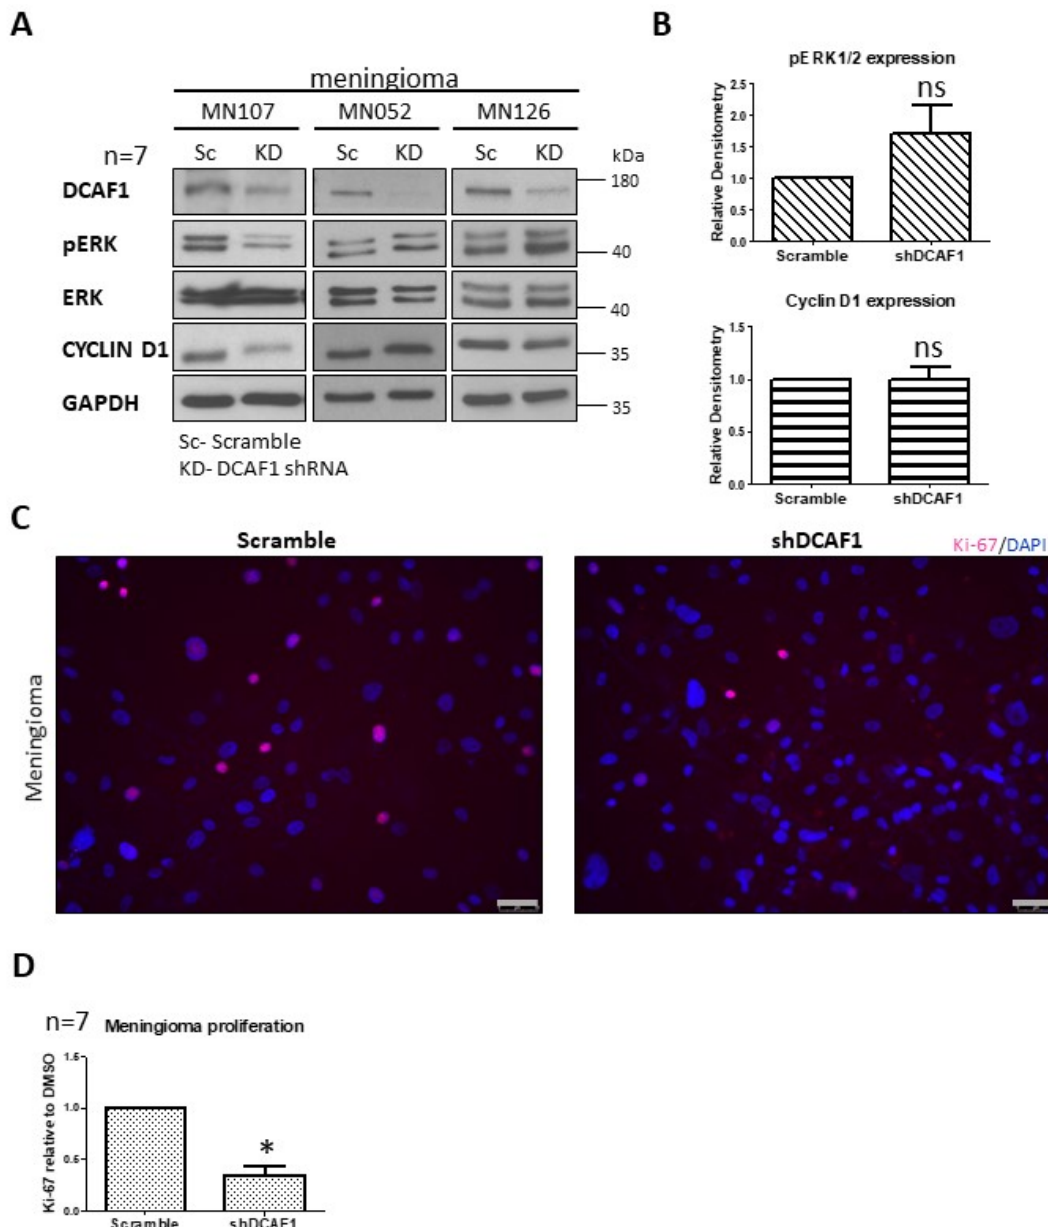 A
meningioma
MN107 MN052 MN126
n=7 Sc KD Sc KD Sc KD kDa
DCAF1 180
pERK 40
ERK 40
CYCLIN D1 35
GAPDH 35
Sc- Scramble
KD- DCAF1 shRNA
B
pERK1/2 expression
Relative Densitometry
2.5
2.0
1.5
1.0
0.5
0.0
ns
Scramble shDCAF1
Cyclin D1 expression
Relative Densitometry
1.5
1.0
0.5
0.0
ns
Scramble shDCAF1
C
Scramble shDCAF1 Ki-67/DAPI
Meningioma
D
n=7 Meningioma proliferation
Ki-67 relative to DMSO
1.5
1.0
0.5
0.0
*
Scramble shDCAF1